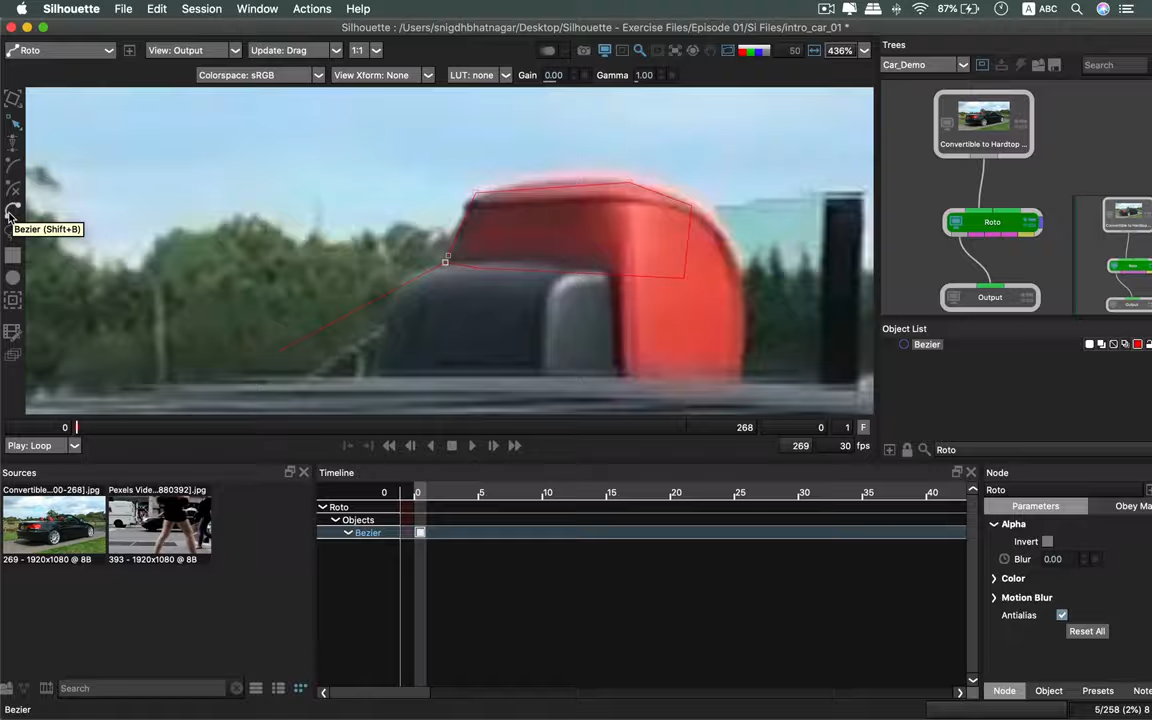 Silhouette File Edit Session Window Actions Help 87% A ABC
Silhouette : /Users/snigdhbhatnagar/Desktop/Silhouette - Exercise Files/Episode 01/Si Files/intro_car_01 *
Roto View: Output Update: Drag 1:1 50 436%
Colorspace: sRGB View Xform: None LUT: none Gain 0.00 Gamma 1.00
Trees
Car_Demo Search
Convertible to Hardtop ...
Roto
Output
Roto
Output
Bezier (Shift+B)
Object List
Bezier
0 268 0 1 F
Play: Loop 269 30 fps
Roto
Sources
Convertible...00-268].jpg Pexels Vide...880392].jpg
269 - 1920x1080 @ 8B 393 - 1920x1080 @ 8B
Search
Timeline
0 0 5 10 15 20 25 30 35 40
Roto
Objects
Bezier
Node
Roto
Parameters Obey Ma
Alpha
Invert
Blur 0.00
Color
Motion Blur
Antialias
Reset All
Node Object Presets Note
Bezier 5/258 (2%) 8